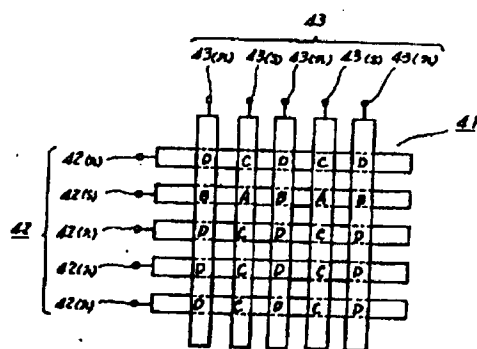 43
43(n) 43(s) 43(n) 43(s) 43(n)
41
42(n) D C D C D
42(s) B A B A B
42
42(n) D C D C D
42(n) D C D C D
42(n) D C D C D